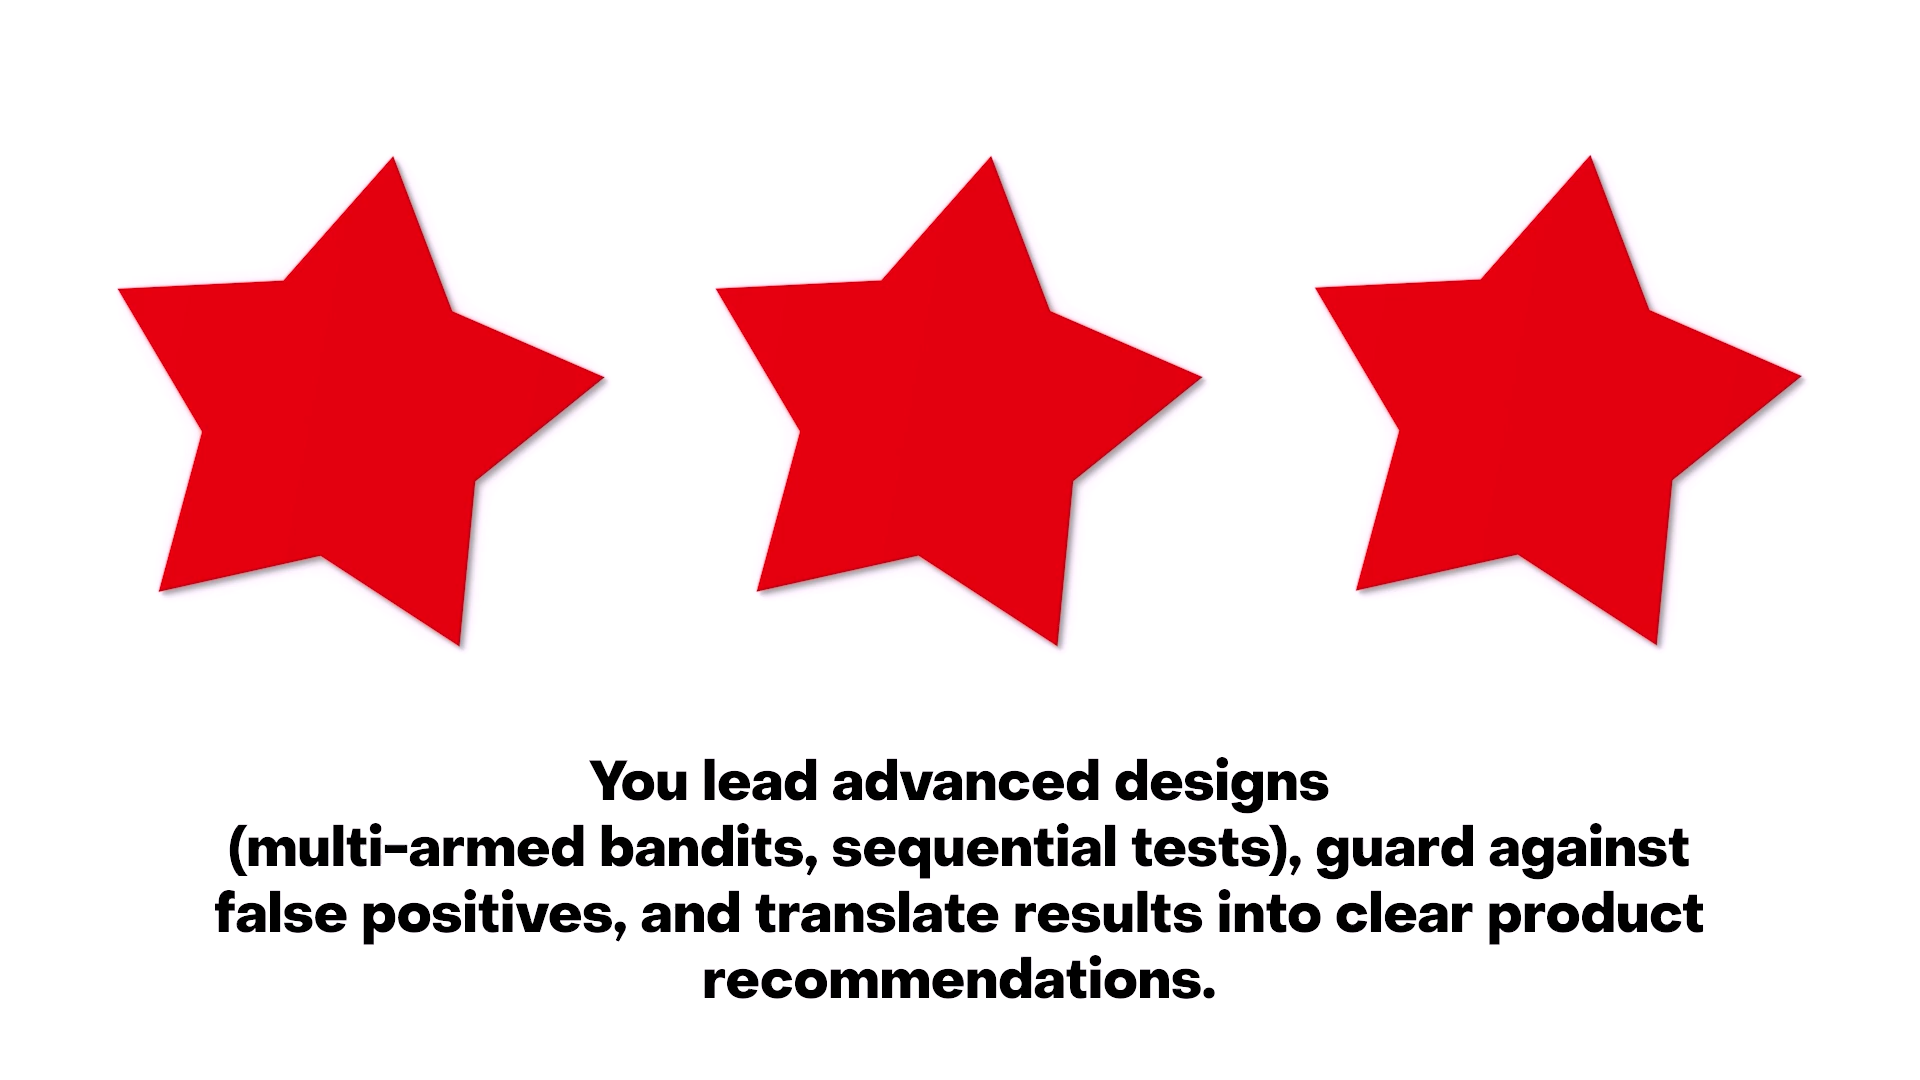 You lead advanced designs
(multi-armed bandits, sequential tests), guard against
false positives, and translate results into clear product
recommendations.